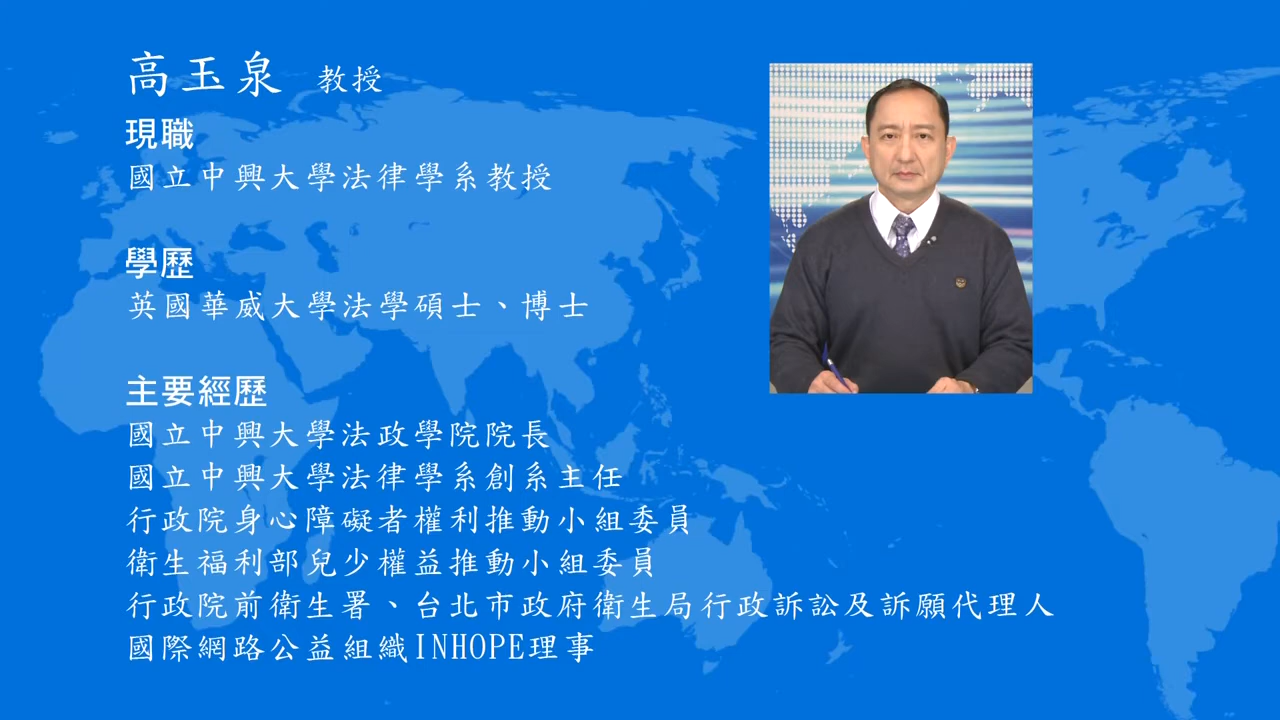 高玉泉 教授
現職
國立中興大學法律學系教授
學歷
英國華威大學法學碩士、博士
主要經歷
國立中興大學法政學院院長
國立中興大學法律學系創系主任
行政院身心障礙者權利推動小組委員
衛生福利部兒少權益推動小組委員
行政院前衛生署、台北市政府衛生局行政訴訟及訴願代理人
國際網路公益組織INHOPE理事